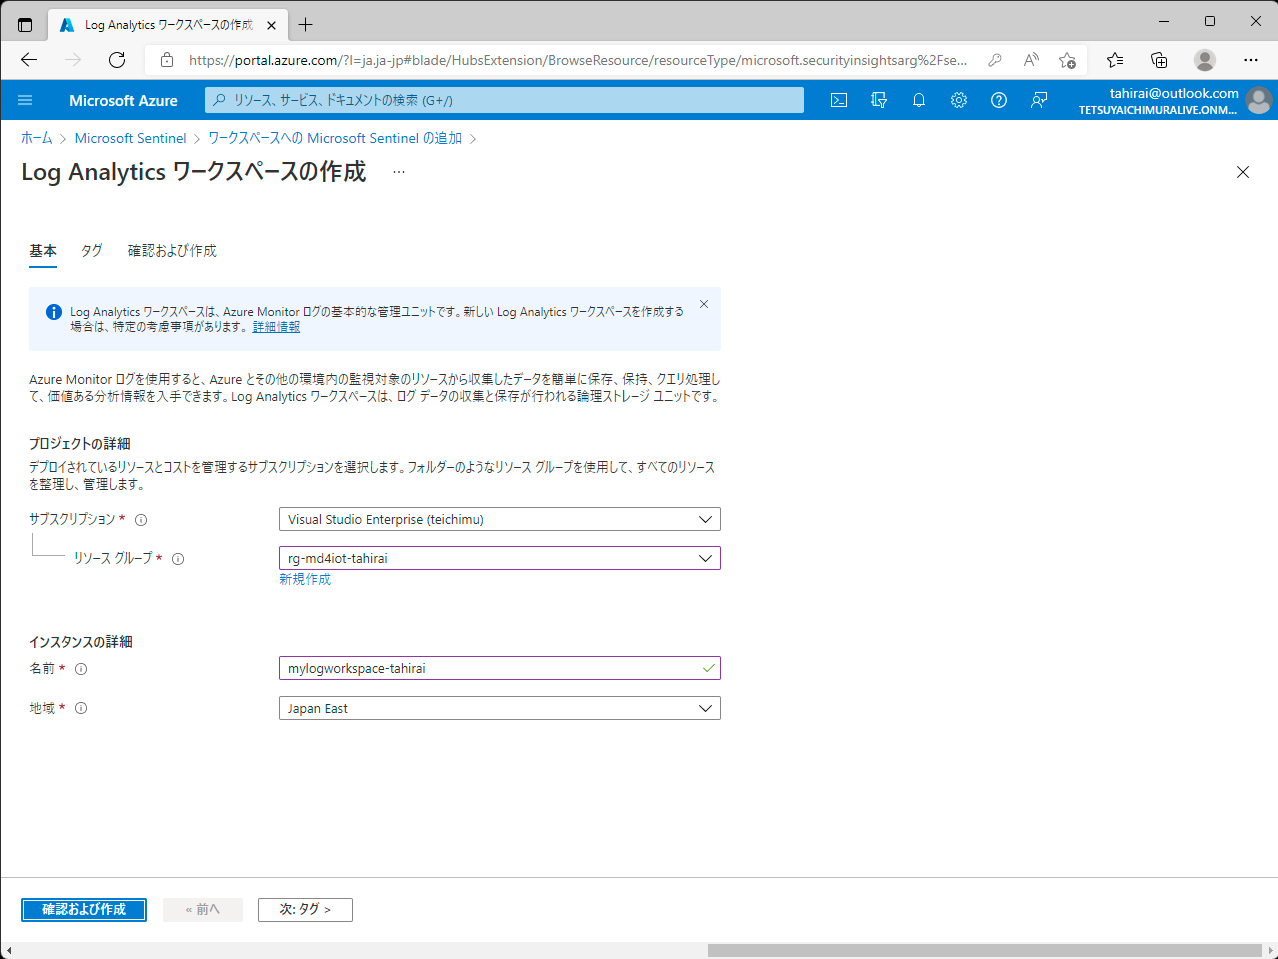 Log Analytics ワークスペースの作成
https://portal.azure.com/?l=ja.ja-jp#blade/HubsExtension/BrowseResource/resourceType/microsoft.securityinsightsarg%2Fse...
Microsoft Azure
リソース、サービス、ドキュメントの検索 (G+/)
tahirai@outlook.com
TETSUYAICHIMURALIVE.ONM...
ホーム > Microsoft Sentinel > ワークスペースへの Microsoft Sentinel の追加 >
Log Analytics ワークスペースの作成 ...
基本 タグ 確認および作成
Log Analytics ワークスペースは、Azure Monitor ログの基本的な管理ユニットです。新しい Log Analytics ワークスペースを作成する
場合は、特定の考慮事項があります。 詳細情報
Azure Monitor ログを使用すると、Azure とその他の環境内の監視対象のリソースから収集したデータを簡単に保存、保持、クエリ処理し
て、価値ある分析情報を入手できます。Log Analytics ワークスペースは、ログ データの収集と保存が行われる論理ストレージ ユニットです。
プロジェクトの詳細
デプロイされているリソースとコストを管理するサブスクリプションを選択します。フォルダーのようなリソース グループを使用して、すべてのリソース
を整理し、管理します。
サブスクリプション * Visual Studio Enterprise (teichimu)
リソース グループ * rg-md4iot-tahirai
新規作成
インスタンスの詳細
名前 * mylogworkspace-tahirai
地域 * Japan East
確認および作成 « 前へ 次: タグ >